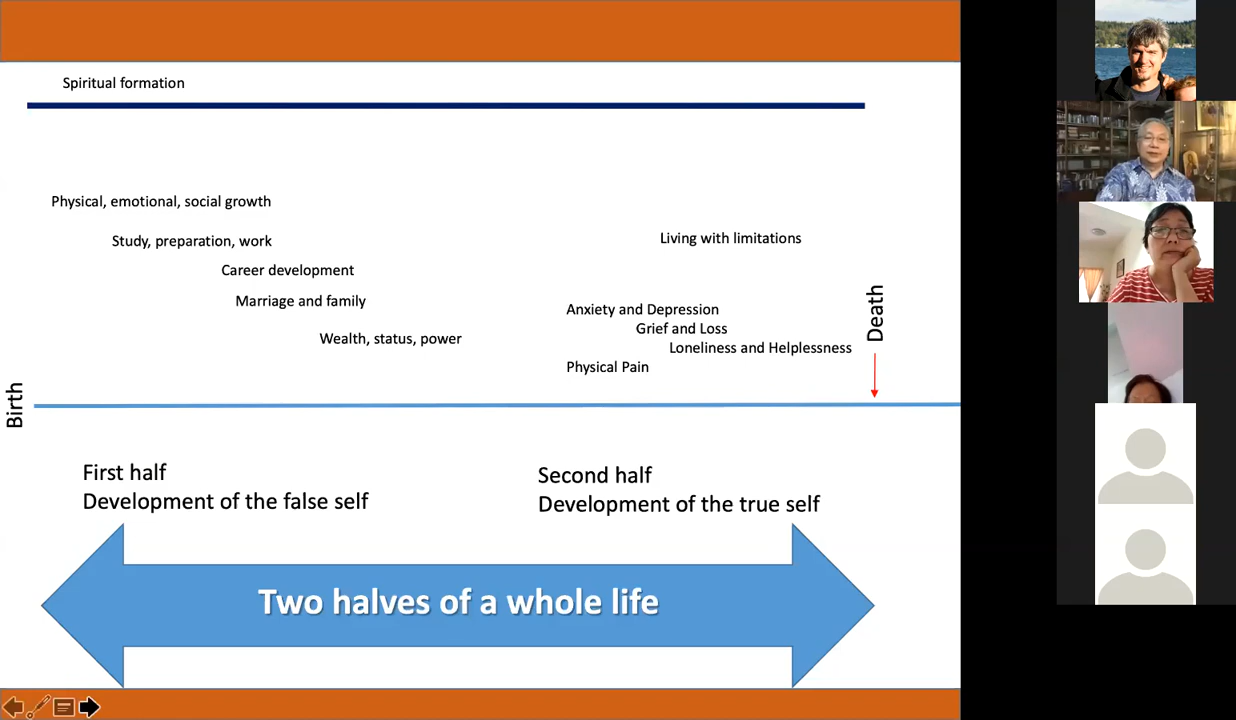 Spiritual formation
Physical, emotional, social growth
Study, preparation, work
Living with limitations
Career development
Marriage and family
Anxiety and Depression
Grief and Loss
Wealth, status, power
Loneliness and Helplessness
Physical Pain
Death
Birth
First half
Development of the false self
Second half
Development of the true self
Two halves of a whole life